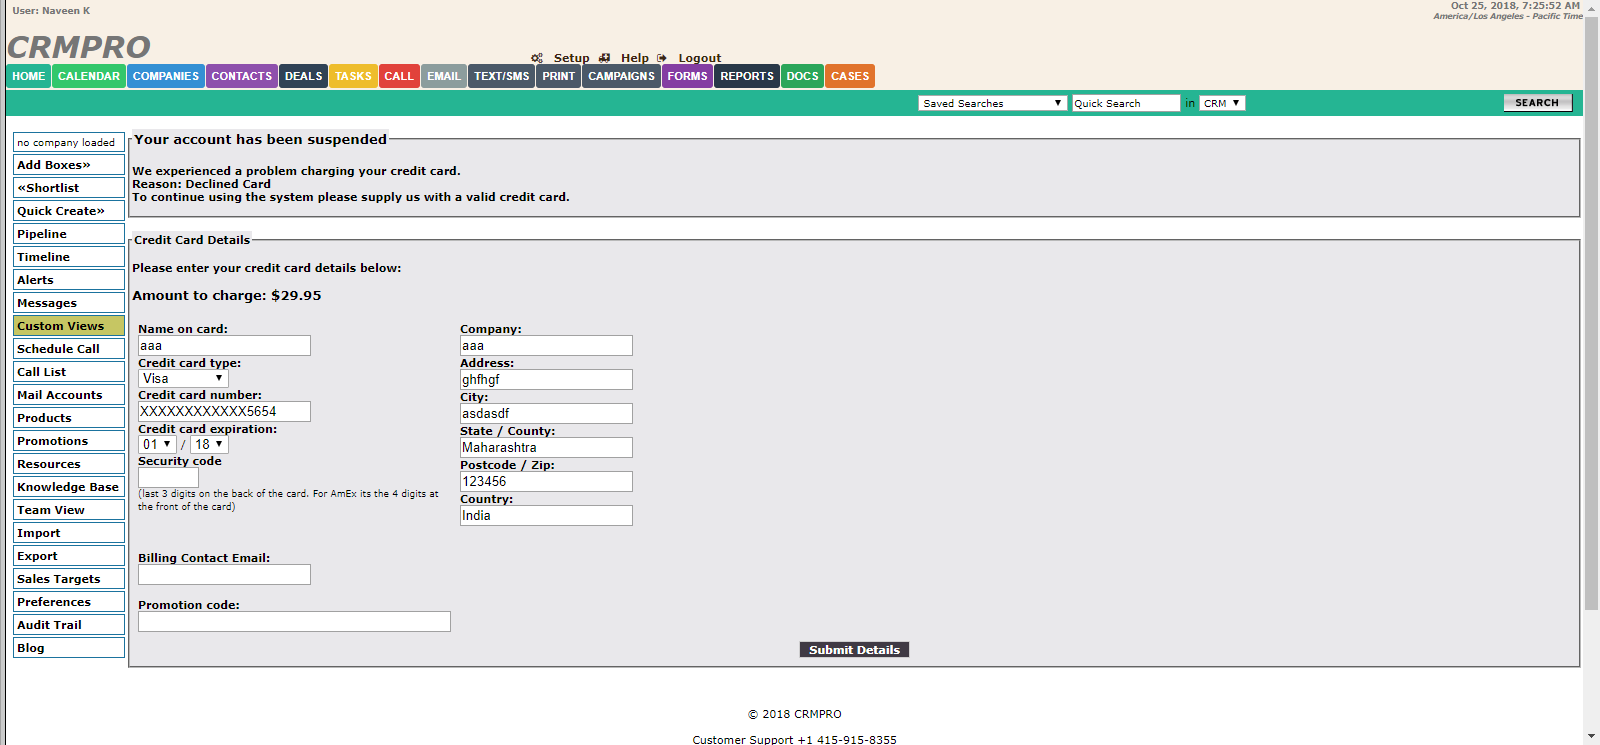 User: Naveen K
Oct 25, 2018, 7:25:52 AM
America/Los Angeles - Pacific Time
CRMPRO
Setup Help Logout
HOME CALENDAR COMPANIES CONTACTS DEALS TASKS CALL EMAIL TEXT/SMS PRINT CAMPAIGNS FORMS REPORTS DOCS CASES
Saved Searches Quick Search in CRM SEARCH
no company loaded
Add Boxes»
«Shortlist
Quick Create»
Pipeline
Timeline
Alerts
Messages
Custom Views
Schedule Call
Call List
Mail Accounts
Products
Promotions
Resources
Knowledge Base
Team View
Import
Export
Sales Targets
Preferences
Audit Trail
Blog
Your account has been suspended
We experienced a problem charging your credit card.
Reason: Declined Card
To continue using the system please supply us with a valid credit card.
Credit Card Details
Please enter your credit card details below:
Amount to charge: $29.95
Name on card:
aaa
Credit card type:
Visa
Credit card number:
XXXXXXXXXXXX5654
Credit card expiration:
01 / 18
Security code
(last 3 digits on the back of the card. For AmEx its the 4 digits at
the front of the card)
Company:
aaa
Address:
ghfhgf
City:
asdasdf
State / County:
Maharashtra
Postcode / Zip:
123456
Country:
India
Billing Contact Email:
Promotion code:
Submit Details
© 2018 CRMPRO
Customer Support +1 415-915-8355